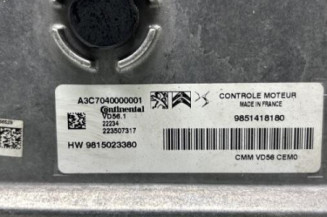 A3C7040000001
Continental
VD56.1
22234
223507317
HW 9815023380
CONTROLE MOTEUR
MADE IN FRANCE
9851418180
CMM VD56 CEM0